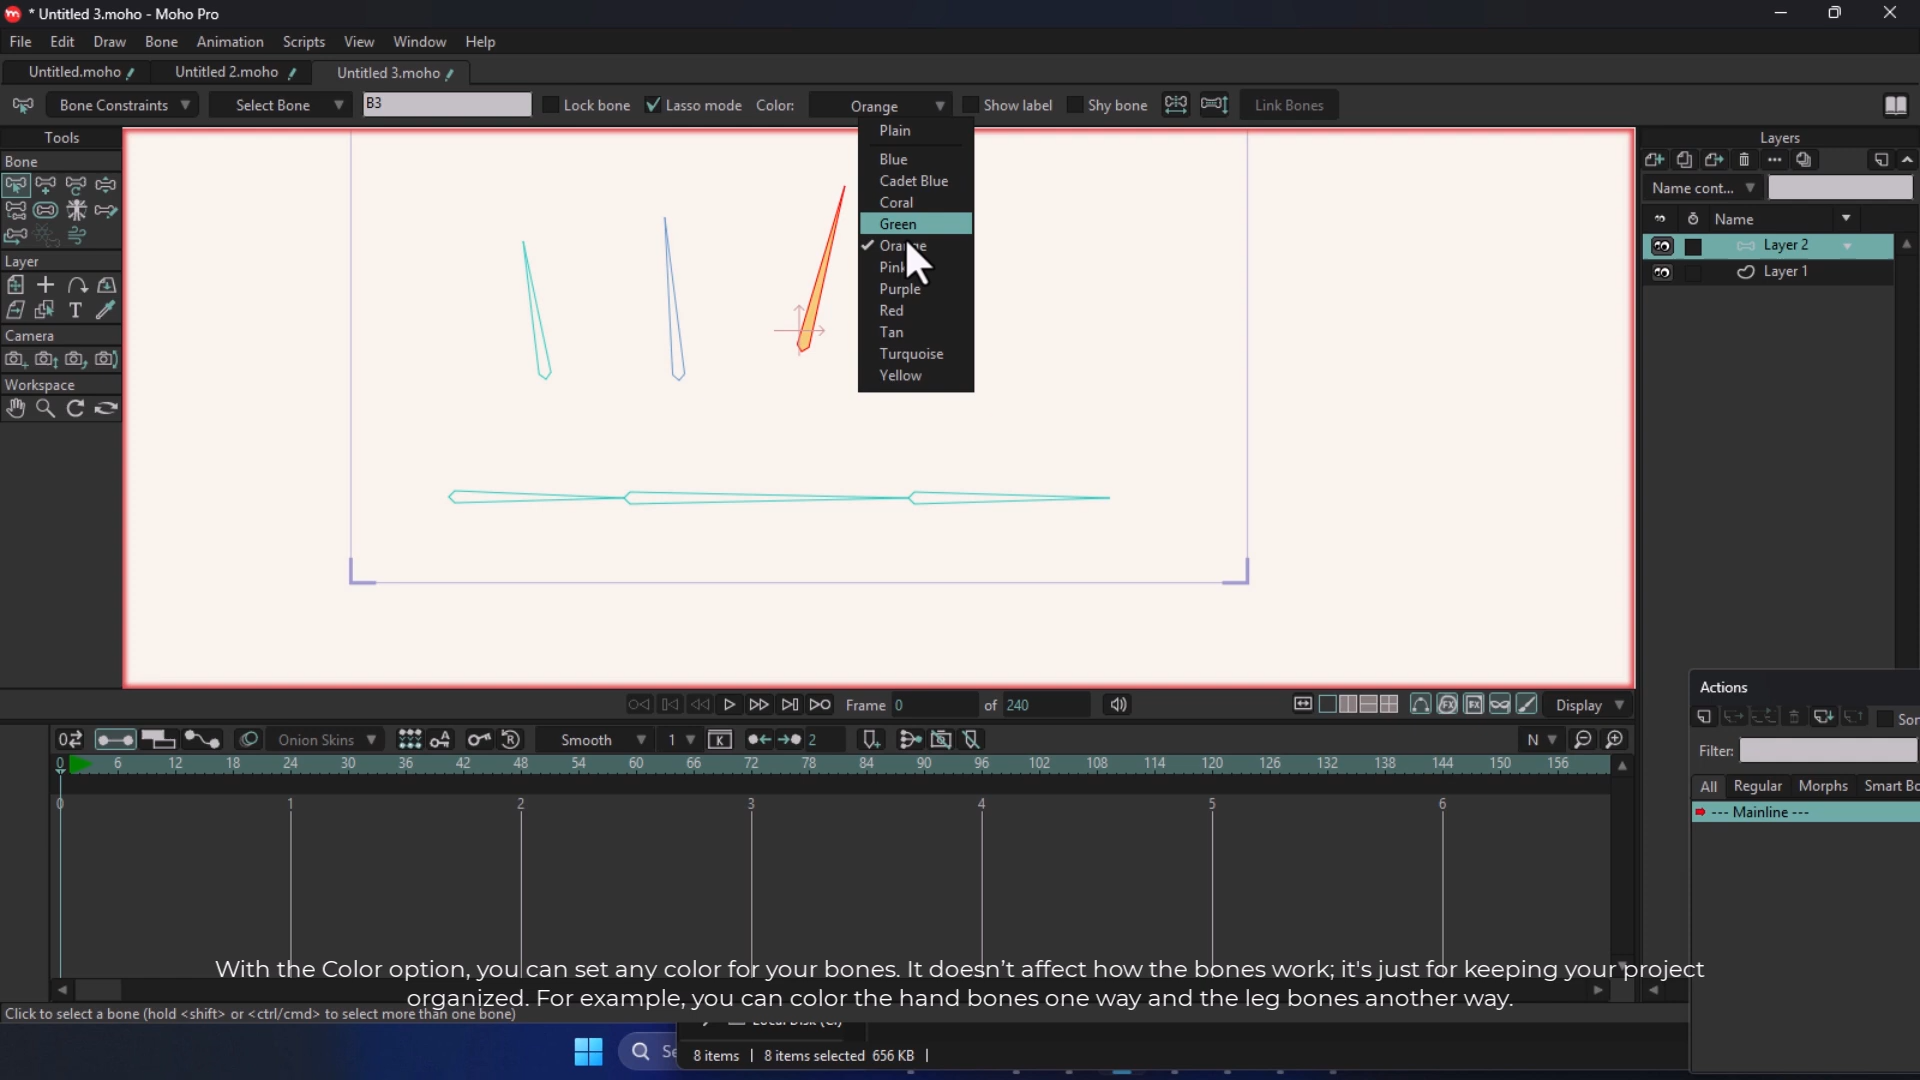 * Untitled 3.moho - Moho Pro
File Edit Draw Bone Animation Scripts View Window Help
Untitled.moho Untitled 2.moho Untitled 3.moho
Bone Constraints Select Bone B3 Lock bone Lasso mode Color: Orange Show label Shy bone Link Bones
Tools
Bone
Layer
Camera
Workspace
Plain
Blue
Cadet Blue
Coral
Green
Orange
Pink
Purple
Red
Tan
Turquoise
Yellow
Layers
Name cont...
Name
Layer 2
Layer 1
Frame 0 of 240 Display
Onion Skins Smooth 1 2 N
0 6 12 18 24 30 36 42 48 54 60 66 72 78 84 90 96 102 108 114 120 126 132 138 144 150 156
0 1 2 3 4 5 6
Actions
Filter:
All Regular Morphs Smart Bo
--- Mainline ---
With the Color option, you can set any color for your bones. It doesn’t affect how the bones work; it's just for keeping your project
organized. For example, you can color the hand bones one way and the leg bones another way.
Click to select a bone (hold <shift> or <ctrl/cmd> to select more than one bone)
8 items | 8 items selected 656 KB |